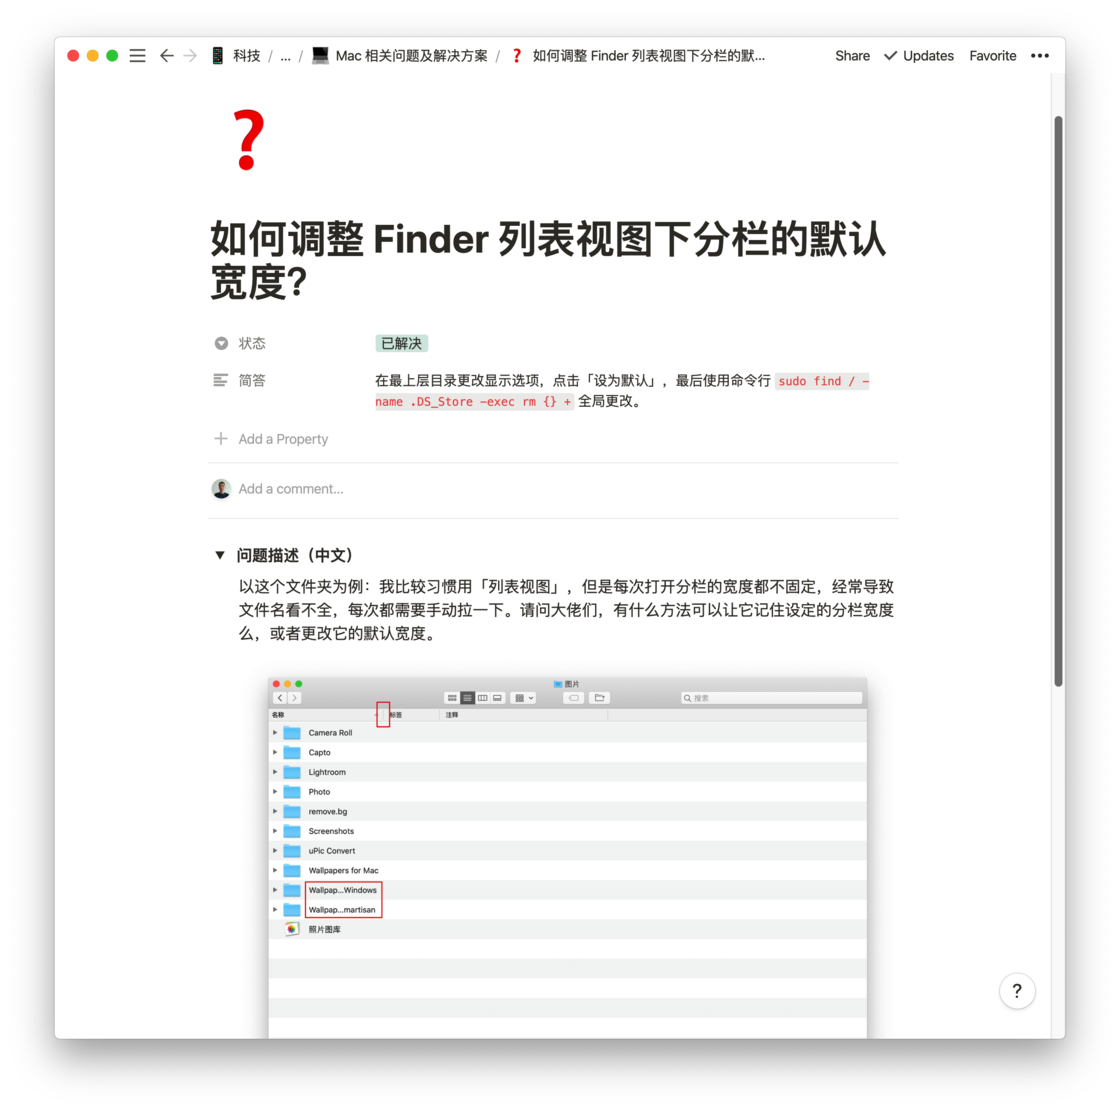 科技 / ... / Mac 相关问题及解决方案 / ❓ 如何调整 Finder 列表视图下分栏的默... Share Updates Favorite •••
❓
如何调整 Finder 列表视图下分栏的默认
宽度?
状态 已解决
简答 在最上层目录更改显示选项，点击「设为默认」，最后使用命令行 sudo find / -
name .DS_Store -exec rm {} + 全局更改。
Add a Property
Add a comment...
问题描述（中文）
以这个文件夹为例：我比较习惯用「列表视图」，但是每次打开分栏的宽度都不固定，经常导致
文件名看不全，每次都需要手动拉一下。请问大佬们，有什么方法可以让它记住设定的分栏宽度
么，或者更改它的默认宽度。
图片
搜索
名称 标签 注释
Camera Roll
Capto
Lightroom
Photo
remove.bg
Screenshots
uPic Convert
Wallpapers for Mac
Wallpap...Windows
Wallpap...martisan
照片图库
?